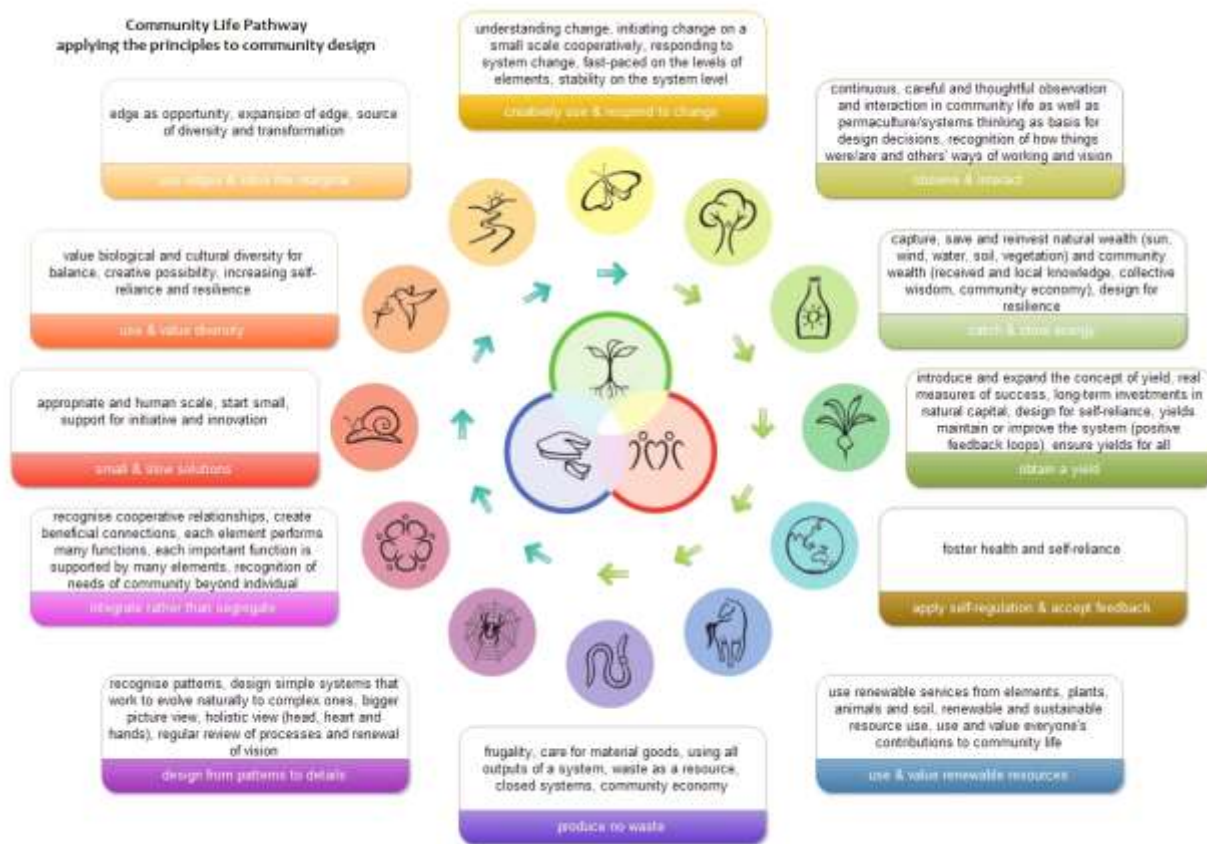 Community Life Pathway
applying the principles to community design
understanding change, initiating change on a
small scale cooperatively, responding to
system change, fast-paced on the levels of
elements, stability on the system level
creatively use & respond to change
continuous, careful and thoughtful observation
and interaction in community life as well as
permaculture/systems thinking as basis for
design decisions, recognition of how things
were/are and others' ways of working and vision
observe & interact
capture, save and reinvest natural wealth (sun,
wind, water, soil, vegetation) and community
wealth (received and local knowledge, collective
wisdom, community economy), design for
resilience
catch & store energy
introduce and expand the concept of yield, real
measures of success, long-term investments in
natural capital, design for self-reliance, yields
maintain or improve the system (positive
feedback loops), ensure yields for all
obtain a yield
foster health and self-reliance
apply self-regulation & accept feedback
use renewable services from elements, plants,
animals and soil, renewable and sustainable
resource use, use and value everyone's
contributions to community life
use & value renewable resources
frugality, care for material goods, using all
outputs of a system, waste as a resource,
closed systems, community economy
produce no waste
recognise patterns, design simple systems that
work to evolve naturally to complex ones, bigger
picture view, holistic view (head, heart and
hands), regular review of processes and renewal
of vision
design from patterns to details
recognise cooperative relationships, create
beneficial connections, each element performs
many functions, each important function is
supported by many elements, recognition of
needs of community beyond individual
integrate rather than segregate
appropriate and human scale, start small,
support for initiative and innovation
small & slow solutions
value biological and cultural diversity for
balance, creative possibility, increasing self-
reliance and resilience
use & value diversity
edge as opportunity, expansion of edge, source
of diversity and transformation
use edges & value the marginal